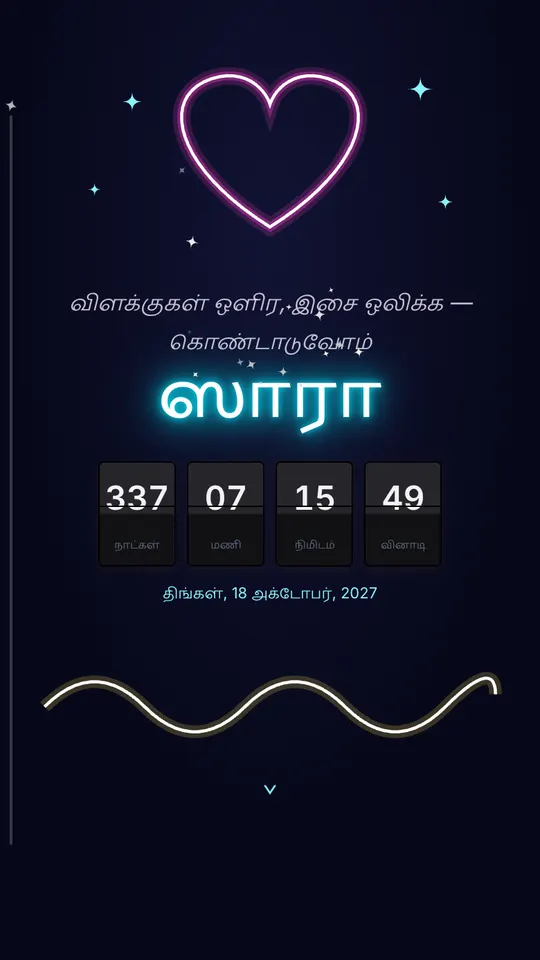 விளக்குகள் ஒளிர, இசை ஒலிக்க —
கொண்டாடுவோம்
ஸாரா
337 07 15 49
நாட்கள் மணி நிமிடம் வினாடி
திங்கள், 18 அக்டோபர், 2027